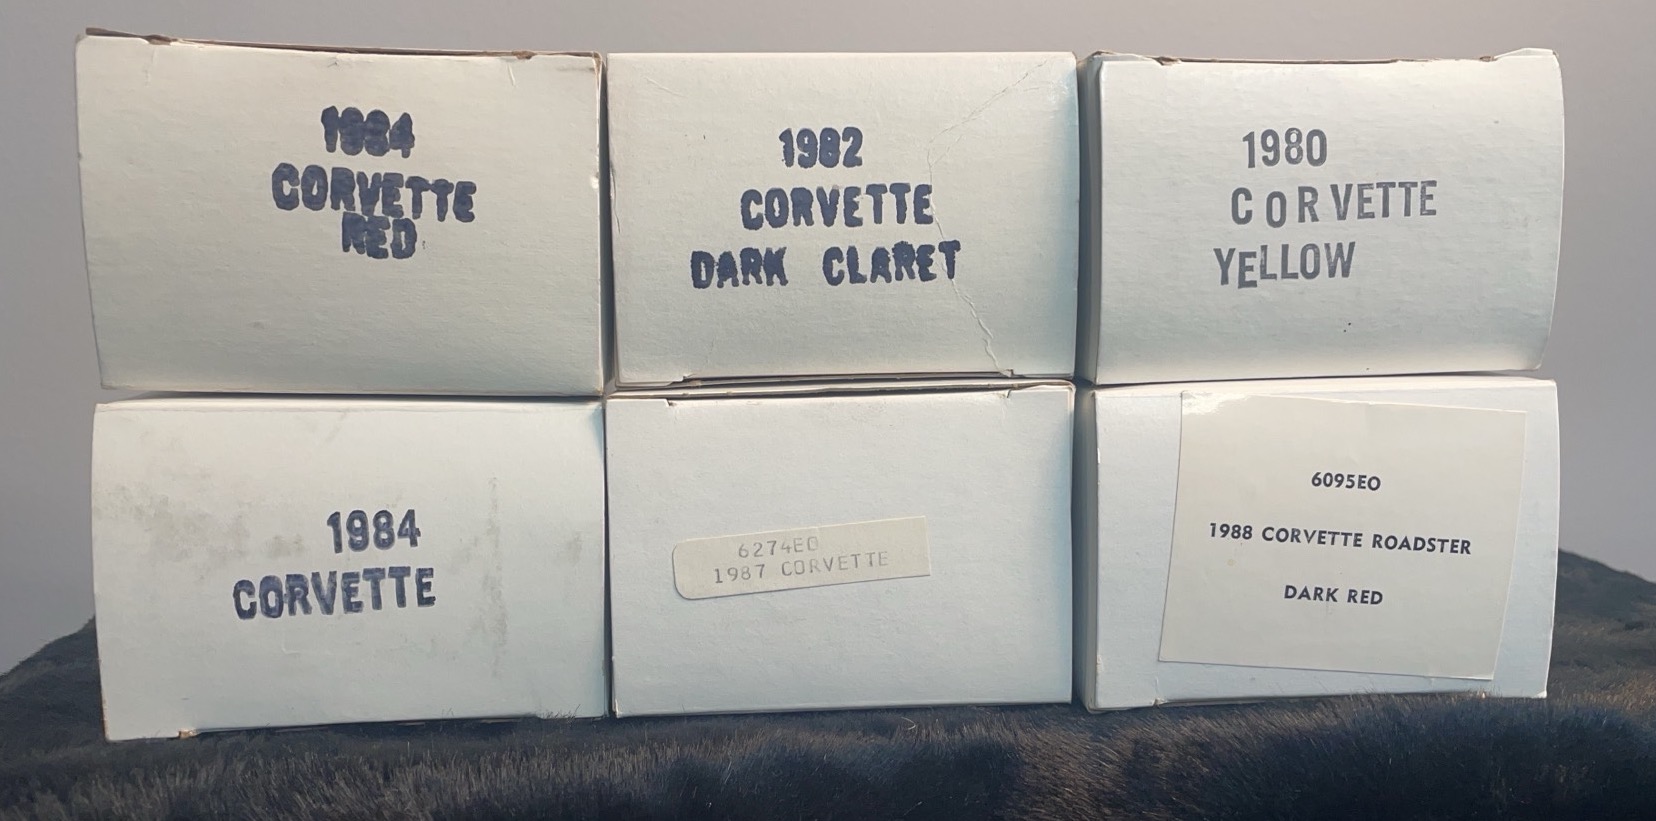 1984
CORVETTE
RED
1982
CORVETTE
DARK CLARET
1980
CORVETTE
YELLOW
1984
CORVETTE
6274EO
1987 CORVETTE
6095EO
1988 CORVETTE ROADSTER
DARK RED